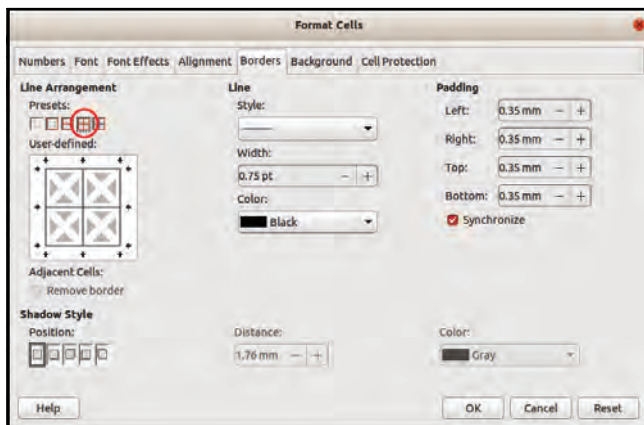 Format Cells
Numbers Font Font Effects Alignment Borders Background Cell Protection
Line Arrangement
Presets:
User-defined:
Adjacent Cells:
Remove border
Line
Style:
Width:
0.75 pt
Color:
Black
Padding
Left: 0.35 mm
Right: 0.35 mm
Top: 0.35 mm
Bottom: 0.35 mm
Synchronize
Shadow Style
Position:
Distance:
1.76 mm
Color:
Gray
Help OK Cancel Reset